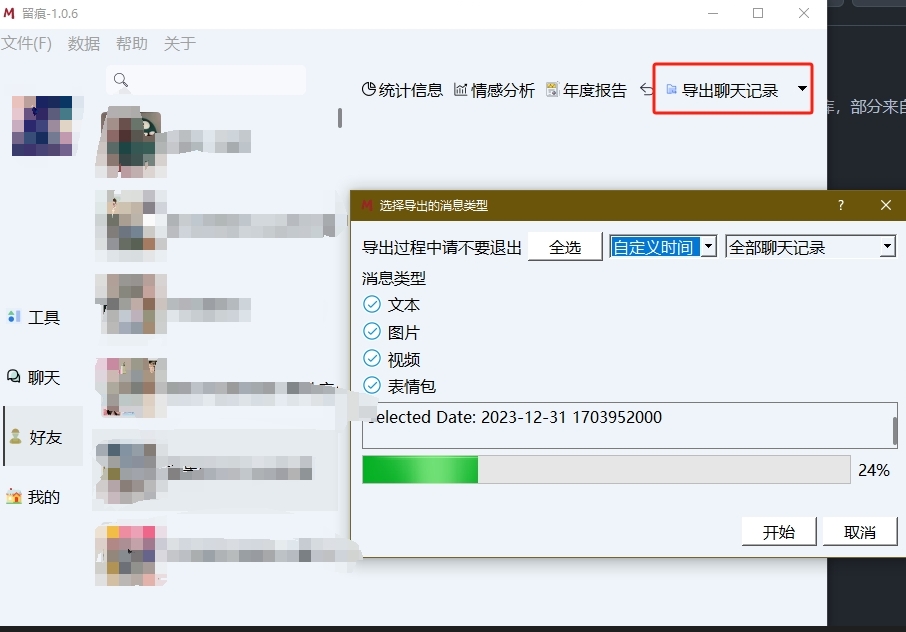 留痕-1.0.6
文件(F) 数据 帮助 关于
统计信息 情感分析 年度报告 导出聊天记录
库，部分来自
选择导出的消息类型
导出过程中请不要退出 全选 自定义时间 全部聊天记录
消息类型
文本
图片
视频
表情包
Selected Date: 2023-12-31 1703952000
24%
开始 取消
工具
聊天
好友
我的